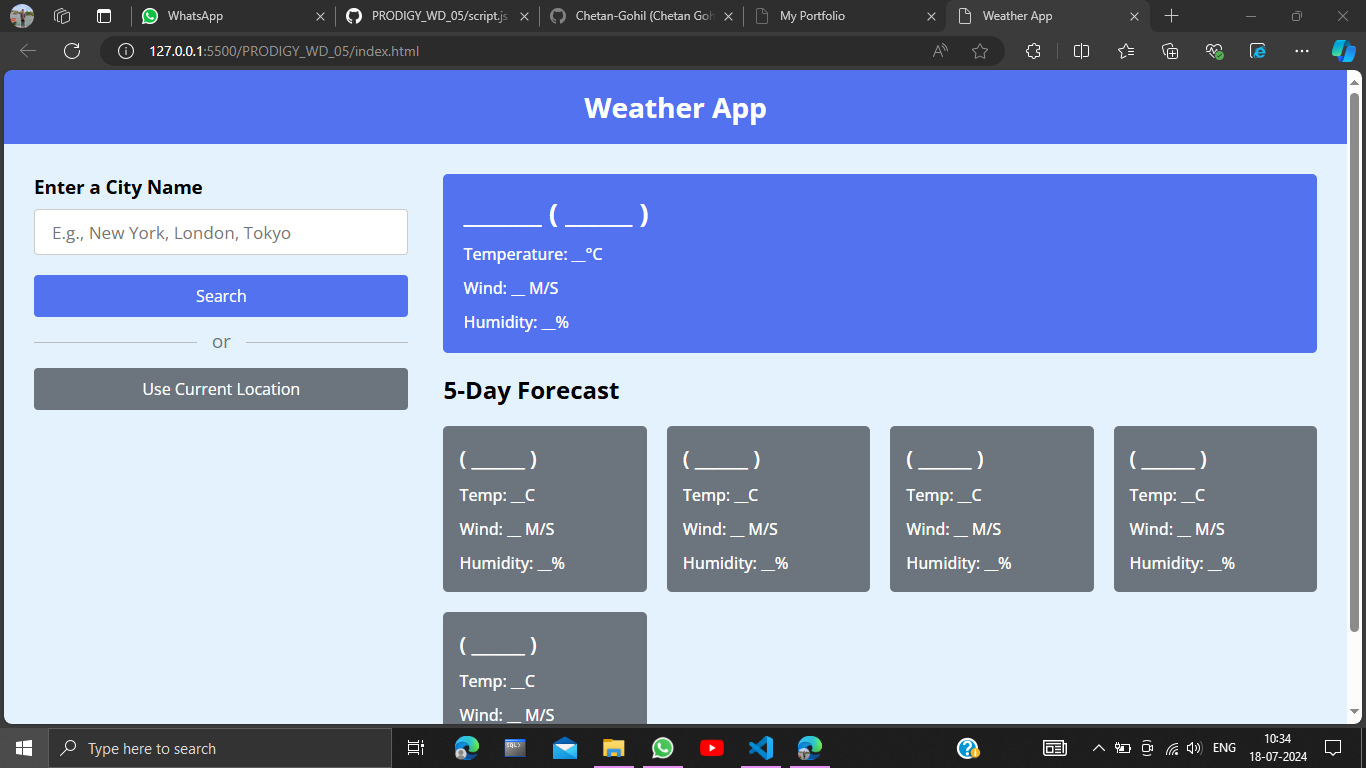 WhatsApp
PRODIGY_WD_05/script.js
Chetan-Gohil (Chetan Goh
My Portfolio
Weather App
127.0.0.1:5500/PRODIGY_WD_05/index.html
Weather App
Enter a City Name
E.g., New York, London, Tokyo
Search
or
Use Current Location
_______ ( ______ )
Temperature: __°C
Wind: __ M/S
Humidity: __%
5-Day Forecast
( ______ )
Temp: __C
Wind: __ M/S
Humidity: __%
( ______ )
Temp: __C
Wind: __ M/S
Humidity: __%
( ______ )
Temp: __C
Wind: __ M/S
Humidity: __%
( ______ )
Temp: __C
Wind: __ M/S
Humidity: __%
( ______ )
Temp: __C
Wind: __ M/S
Type here to search
ENG
10:34
18-07-2024